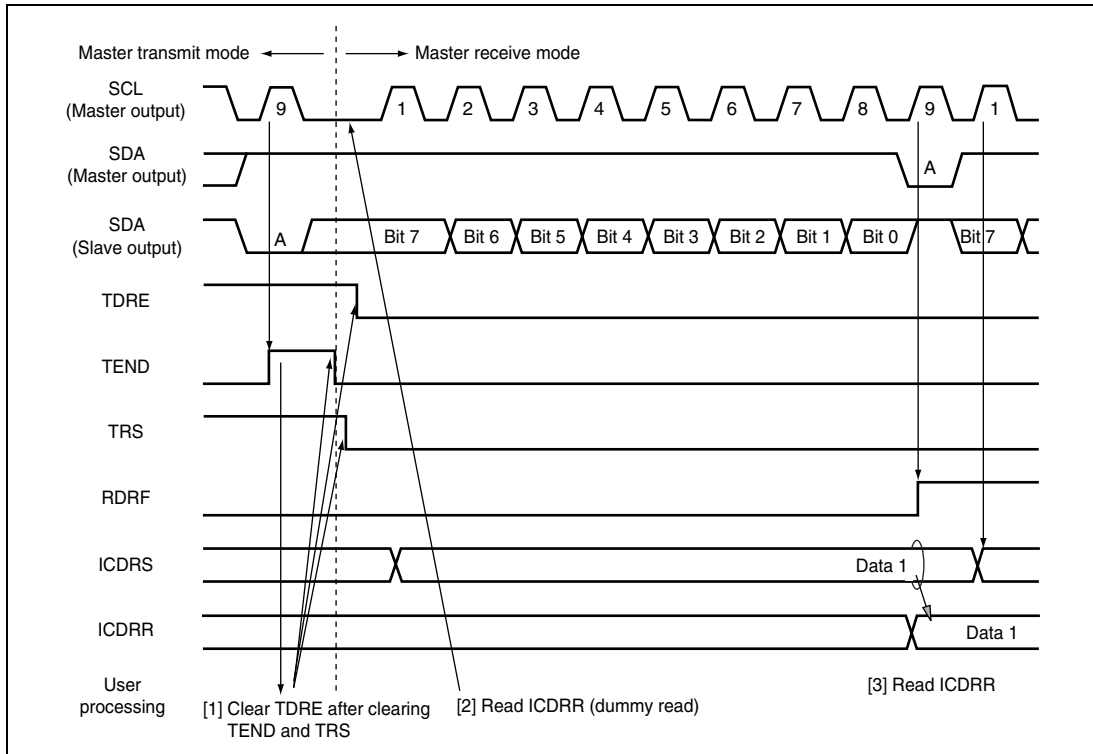 Master transmit mode
Master receive mode
SCL
(Master output)
9
1
2
3
4
5
6
7
8
9
1
SDA
(Master output)
A
SDA
(Slave output)
A
Bit 7
Bit 6
Bit 5
Bit 4
Bit 3
Bit 2
Bit 1
Bit 0
Bit 7
TDRE
TEND
TRS
RDRF
ICDRS
Data 1
ICDRR
Data 1
User
processing
[1] Clear TDRE after clearing
TEND and TRS
[2] Read ICDRR (dummy read)
[3] Read ICDRR